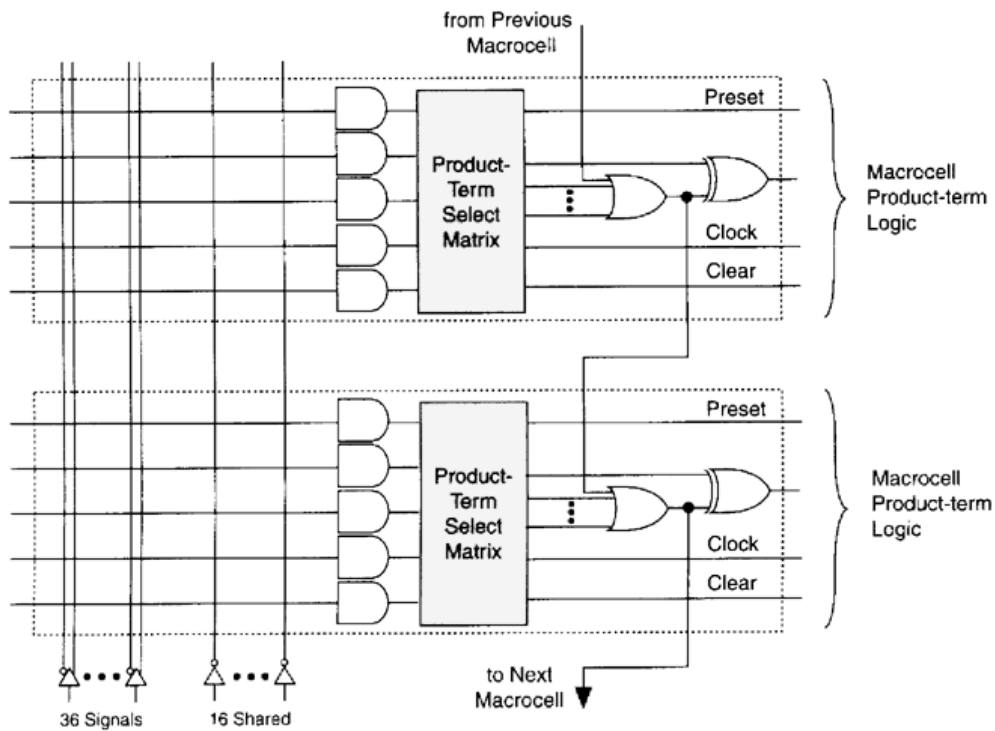 from Previous
Macrocell
Preset
Product-
Term
Select
Matrix
Clock
Clear
Macrocell
Product-term
Logic
Preset
Product-
Term
Select
Matrix
Clock
Clear
Macrocell
Product-term
Logic
to Next
Macrocell
36 Signals
16 Shared